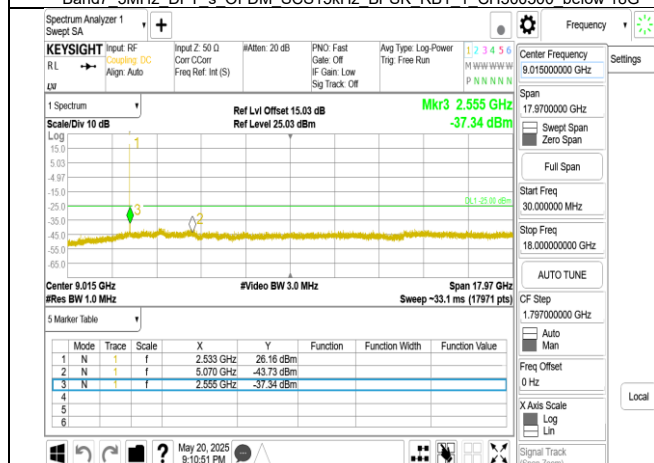 Band7_5MHz_DFT_s_OFDM_SCS15kHz_BPSK_RB1_1_CH506500_below 18G
Spectrum Analyzer 1
Swept SA
Frequency
KEYSIGHT
RL
LXI
Input: RF
Coupling: DC
Align: Auto
Input Z: 50 Ω
Corr CCorr
Freq Ref: Int (S)
#Atten: 20 dB
PNO: Fast
Gate: Off
IF Gain: Low
Sig Track: Off
Avg Type: Log-Power
Trig: Free Run
1 2 3 4 5 6
M W W W W W
P N N N N N
Center Frequency
9.015000000 GHz
Settings
1 Spectrum
Scale/Div 10 dB
Ref Lvl Offset 15.03 dB
Ref Level 25.03 dBm
Mkr3 2.555 GHz
-37.34 dBm
Span
17.9700000 GHz
Swept Span
Zero Span
Full Span
Start Freq
30.000000 MHz
Stop Freq
18.000000000 GHz
AUTO TUNE
CF Step
1.797000000 GHz
Auto
Man
Freq Offset
0 Hz
X Axis Scale
Log
Lin
Signal Track
(Span Zoom)
Local
Log
15.0
5.03
-4.97
-15.0
-25.0
-35.0
-45.0
-55.0
-65.0
1
2
3
DL1 -25.00 dBm
Center 9.015 GHz
#Res BW 1.0 MHz
#Video BW 3.0 MHz
Span 17.97 GHz
Sweep ~33.1 ms (17971 pts)
5 Marker Table
Mode Trace Scale X Y Function Function Width Function Value
1 N 1 f 2.533 GHz 26.16 dBm
2 N 1 f 5.070 GHz -43.73 dBm
3 N 1 f 2.555 GHz -37.34 dBm
4
5
6
?
May 20, 2025
9:10:51 PM